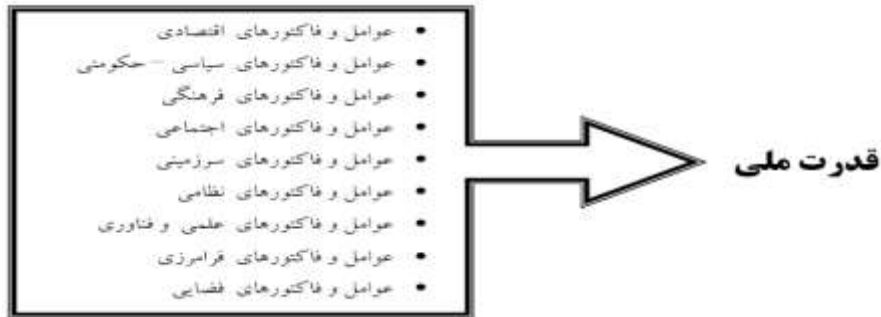 • عوامل و فاکتورهای اقتصادی
• عوامل و فاکتورهای سیاسی – حکومتی
• عوامل و فاکتورهای فرهنگی
• عوامل و فاکتورهای اجتماعی
• عوامل و فاکتورهای سرزمینی
• عوامل و فاکتورهای نظامی
• عوامل و فاکتورهای علمی و فناوری
• عوامل و فاکتورهای فرامرزی
• عوامل و فاکتورهای فضایی
قدرت ملی